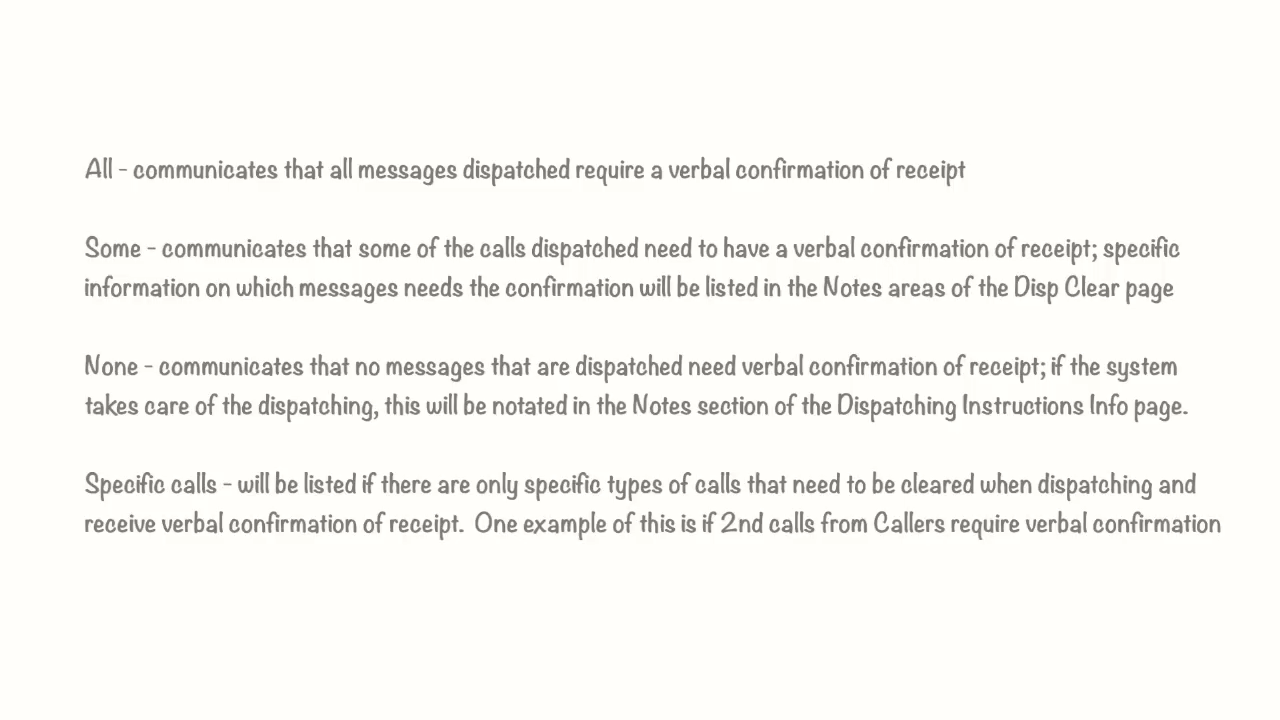 All - communicates that all messages dispatched require a verbal confirmation of receipt
Some - communicates that some of the calls dispatched need to have a verbal confirmation of receipt; specific
information on which messages needs the confirmation will be listed in the Notes areas of the Disp Clear page
None - communicates that no messages that are dispatched need verbal confirmation of receipt; if the system
takes care of the dispatching, this will be notated in the Notes section of the Dispatching Instructions Info page.
Specific calls - will be listed if there are only specific types of calls that need to be cleared when dispatching and
receive verbal confirmation of receipt.  One example of this is if 2nd calls from Callers require verbal confirmation